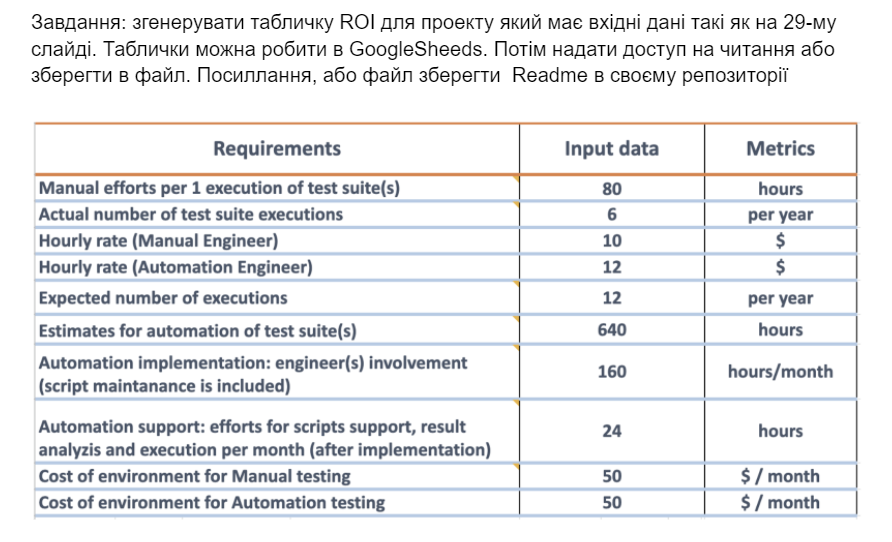 Завдання: згенерувати табличку ROI для проекту який має вхідні дані такі як на 29-му
слайді. Таблички можна робити в GoogleSheeds. Потім надати доступ на читання або
зберегти в файл. Посиллання, або файл зберегти  Readme в своєму репозиторії
Requirements Input data Metrics
Manual efforts per 1 execution of test suite(s) 80 hours
Actual number of test suite executions 6 per year
Hourly rate (Manual Engineer) 10 $
Hourly rate (Automation Engineer) 12 $
Expected number of executions 12 per year
Estimates for automation of test suite(s) 640 hours
Automation implementation: engineer(s) involvement
(script maintanance is included) 160 hours/month
Automation support: efforts for scripts support, result
analyzis and execution per month (after implementation) 24 hours
Cost of environment for Manual testing 50 $ / month
Cost of environment for Automation testing 50 $ / month